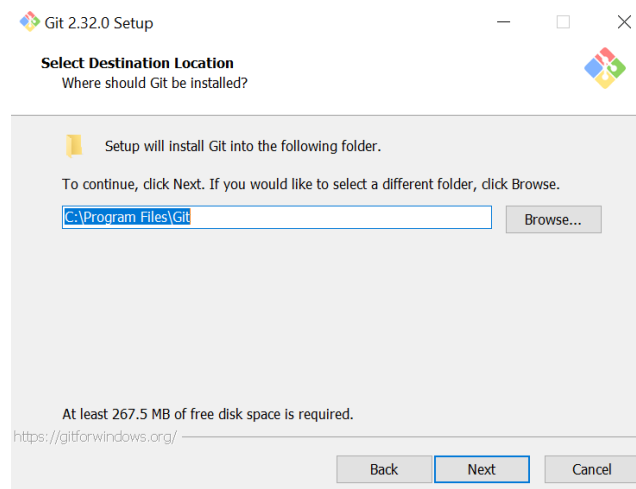 Git 2.32.0 Setup
Select Destination Location
Where should Git be installed?
Setup will install Git into the following folder.
To continue, click Next. If you would like to select a different folder, click Browse.
C:\Program Files\Git
Browse...
At least 267.5 MB of free disk space is required.
https://gitforwindows.org/
Back
Next
Cancel